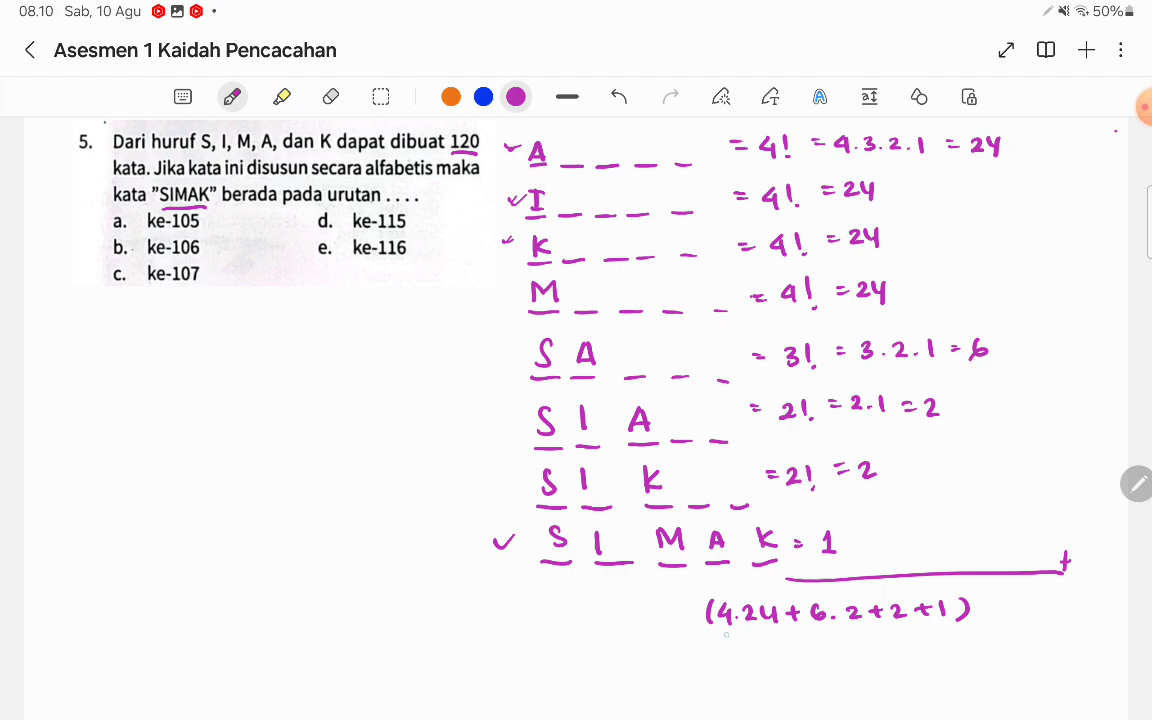 08.10 Sab, 10 Agu
50%
Asesmen 1 Kaidah Pencacahan
5. Dari huruf S, I, M, A, dan K dapat dibuat 120
kata. Jika kata ini disusun secara alfabetis maka
kata "SIMAK" berada pada urutan . . . .
a. ke-105 d. ke-115
b. ke-106 e. ke-116
c. ke-107
A _ _ _ _ = 4! = 4.3.2.1 = 24
I _ _ _ _ = 4! = 24
K _ _ _ _ = 4! = 24
M _ _ _ _ = 4! = 24
S A _ _ _ = 3! = 3.2.1 = 6
S I A _ _ = 2! = 2.1 = 2
S I K _ _ = 2! = 2
S I M A K = 1
+
(4.24 + 6.2 + 2 + 1)